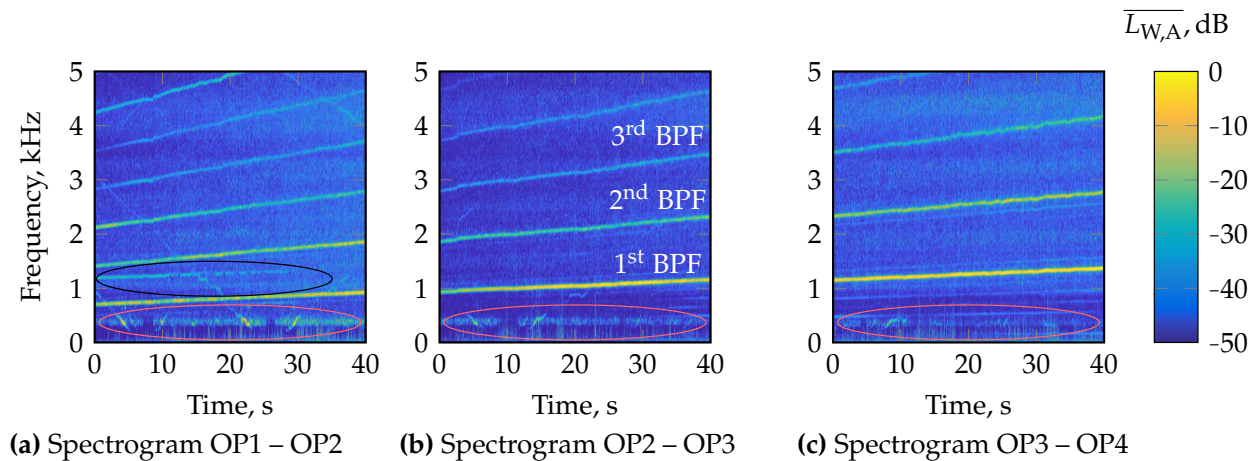 L_W,A, dB
Frequency, kHz
5
4
3
2
1
0
0 10 20 30 40
Time, s
(a) Spectrogram OP1 – OP2
5
4
3
2
1
0
3rd BPF
2nd BPF
1st BPF
0 10 20 30 40
Time, s
(b) Spectrogram OP2 – OP3
5
4
3
2
1
0
0 10 20 30 40
Time, s
(c) Spectrogram OP3 – OP4
0
–10
–20
–30
–40
–50